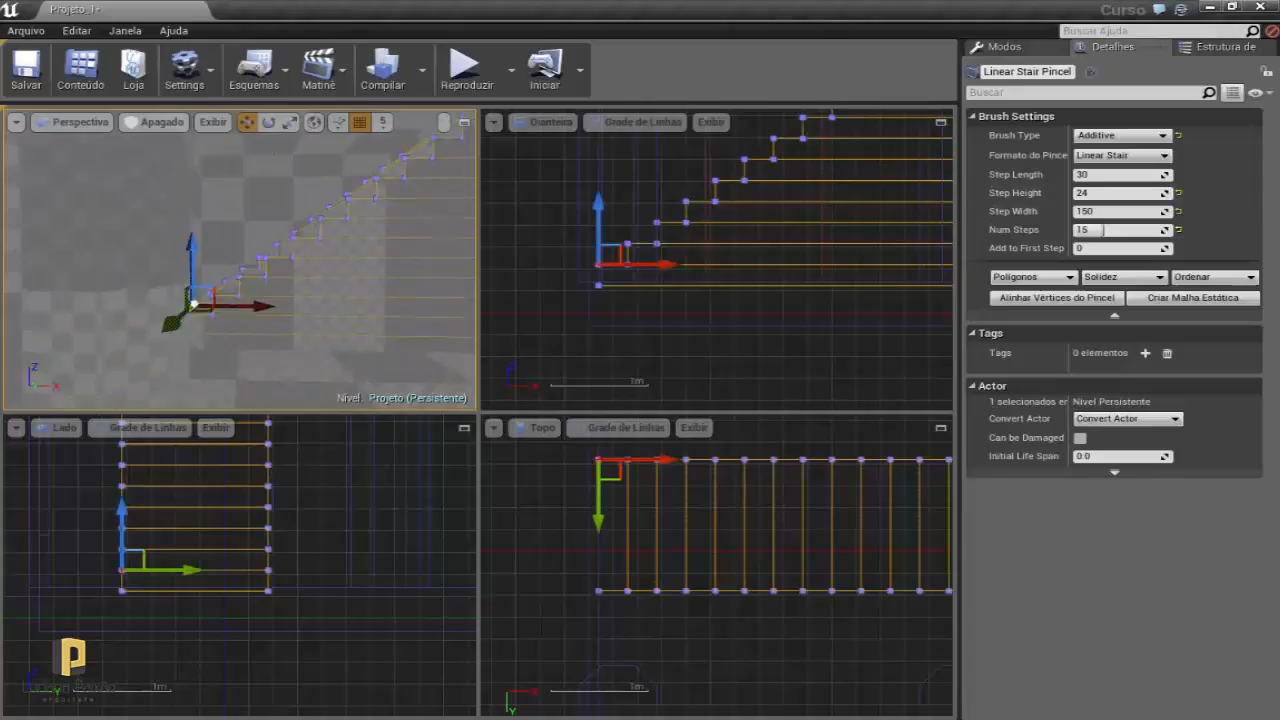 Projeto_1+
Curso
Arquivo Editar Janela Ajuda
Buscar Ajuda
Salvar Conteúdo Loja Settings Esquemas Matinê Compilar Reproduzir Iniciar
Modos Detalhes Estrutura de
Linear Stair Pincel
Buscar
Brush Settings
Brush Type Additive
Formato do Pince Linear Stair
Step Length 30
Step Height 24
Step Width 150
Num Steps 15
Add to First Step 0
Polígonos Solidez Ordenar
Alinhar Vértices do Pincel Criar Malha Estática
Tags
Tags 0 elementos
Actor
1 selecionados er Nível Persistente
Convert Actor Convert Actor
Can be Damaged
Initial Life Span 0.0
Perspectiva Apagado Exibir 5
Z
X
Nível: Projeto (Persistente)
Dianteira Grade de Linhas Exibir
Z
X
1m
Lado Grade de Linhas Exibir
Z
Y
1m
arquiteto
Topo Grade de Linhas Exibir
X
Y
1m